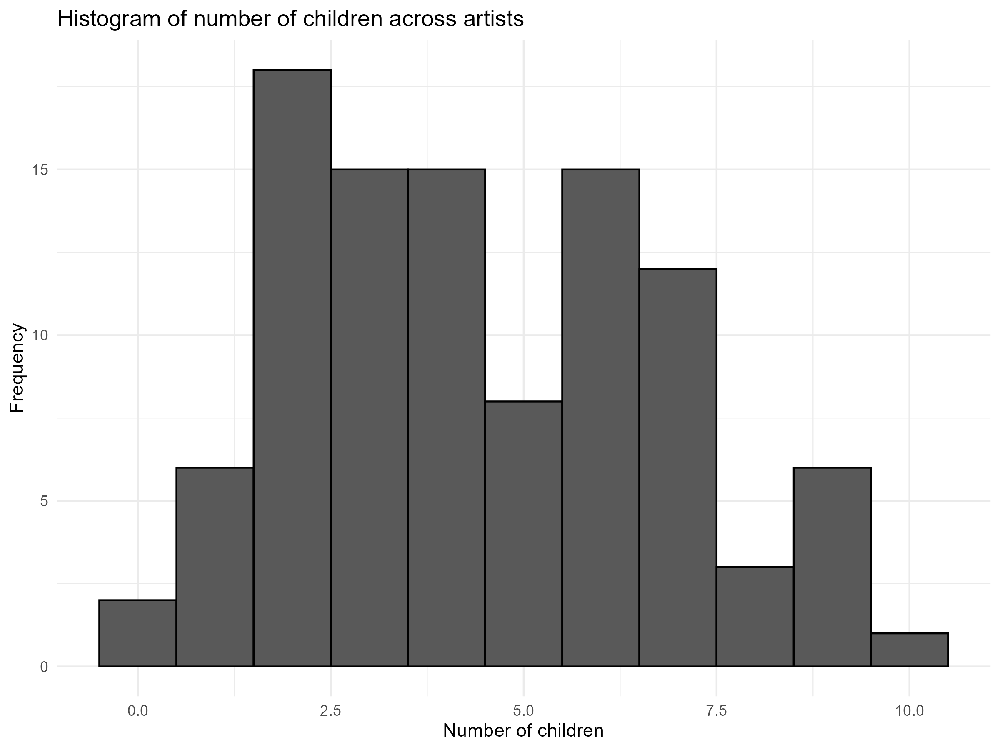 Histogram of number of children across artists
Frequency
15
10
5
0
0.0 2.5 5.0 7.5 10.0
Number of children